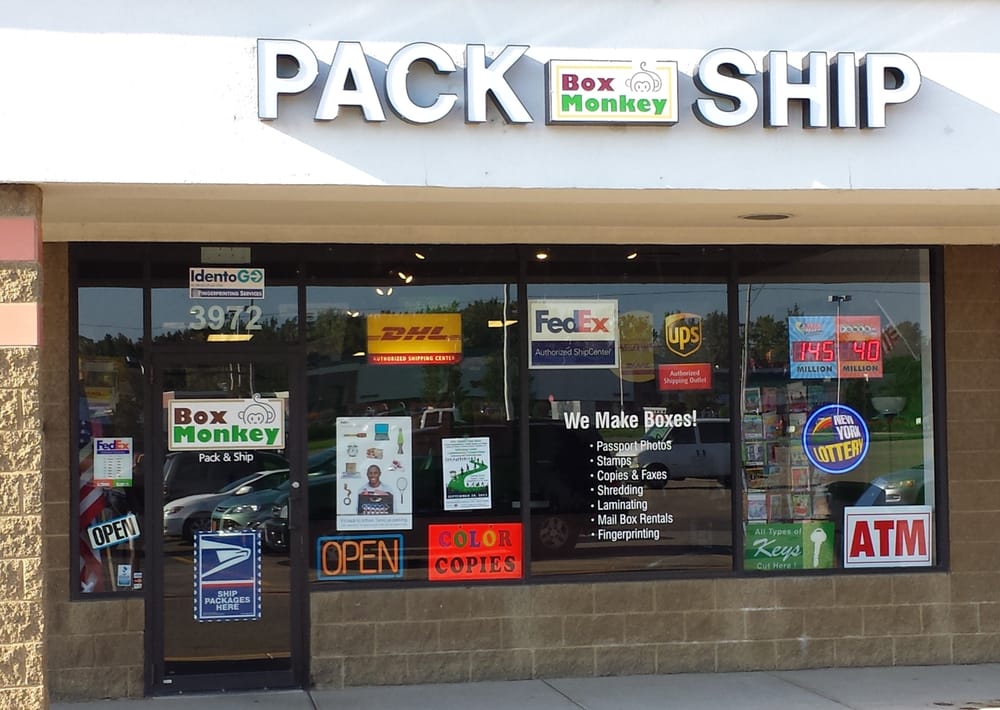 PACK
Box
Monkey
SHIP
IdentoGO
FINGERPRINTING SERVICES
3972
DHL
AUTHORIZED SHIPPING CENTER
FedEx
Authorized ShipCenter
ups
Authorized
Shipping Outlet
145
MILLION
40
MILLION
Box
Monkey
Pack & Ship
FedEx
OPEN
SHIP
PACKAGES
HERE
OPEN
COLOR
COPIES
We Make Boxes!
• Passport Photos
• Stamps
• Copies & Faxes
• Shredding
• Laminating
• Mail Box Rentals
• Fingerprinting
NEW
YORK
LOTTERY
All Types of
Keys
Cut Here!
ATM